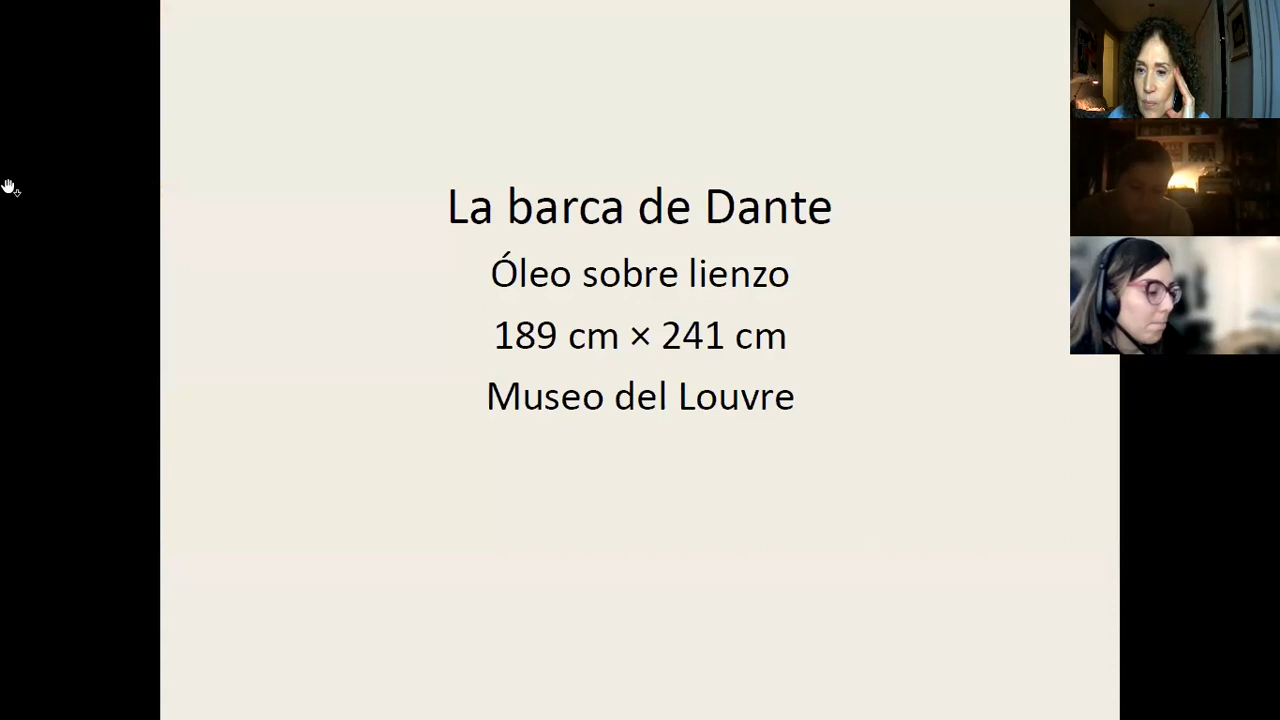 La barca de Dante
Óleo sobre lienzo
189 cm × 241 cm
Museo del Louvre